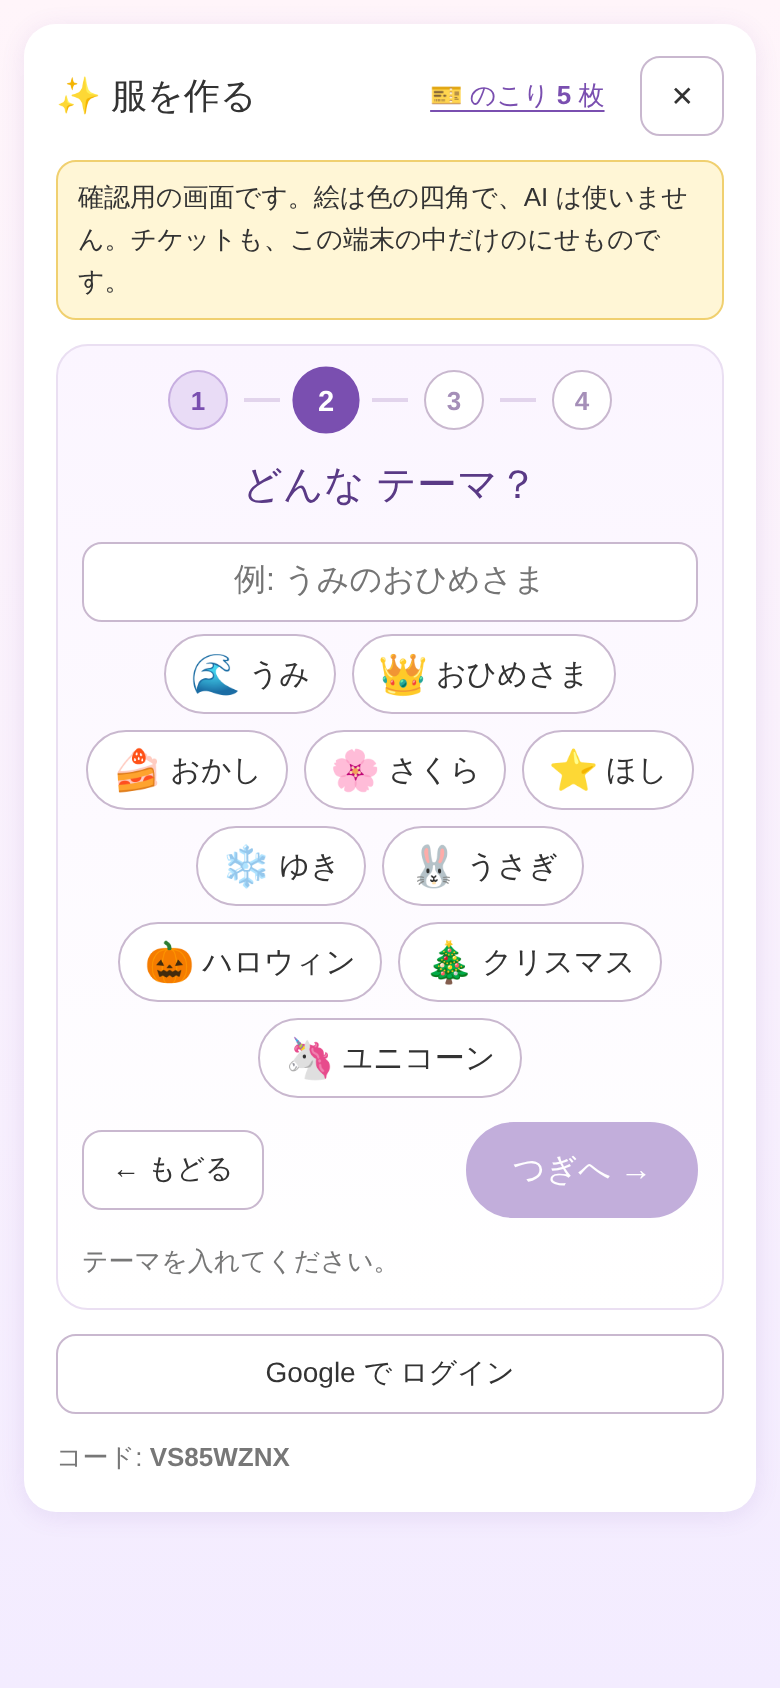 ✨ 服を作る
🎫 のこり 5 枚
✕
確認用の画面です。絵は色の四角で、AI は使いませ
ん。チケットも、この端末の中だけのにせもので
す。
1 2 3 4
どんな テーマ？
例: うみのおひめさま
🌊 うみ 👑 おひめさま
🍰 おかし 🌸 さくら ⭐ ほし
❄️ ゆき 🐰 うさぎ
🎃 ハロウィン 🎄 クリスマス
🦄 ユニコーン
← もどる つぎへ →
テーマを入れてください。
Google で ログイン
コード: VS85WZNX